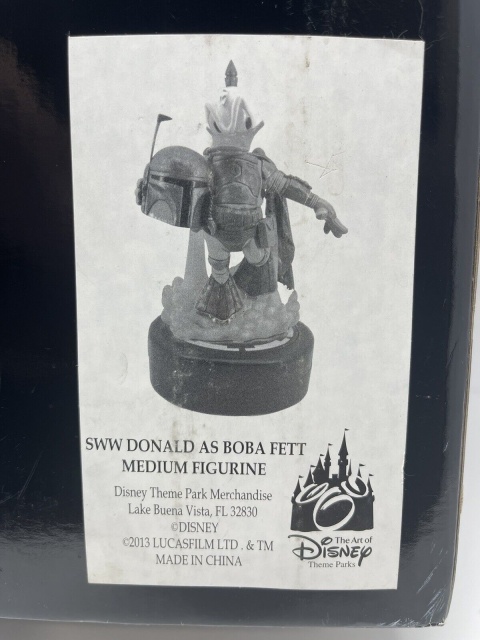 SWW DONALD AS BOBA FETT
MEDIUM FIGURINE
Disney Theme Park Merchandise
Lake Buena Vista, FL 32830
©DISNEY
©2013 LUCASFILM LTD . & TM
MADE IN CHINA
The Art of
Disney
Theme Parks